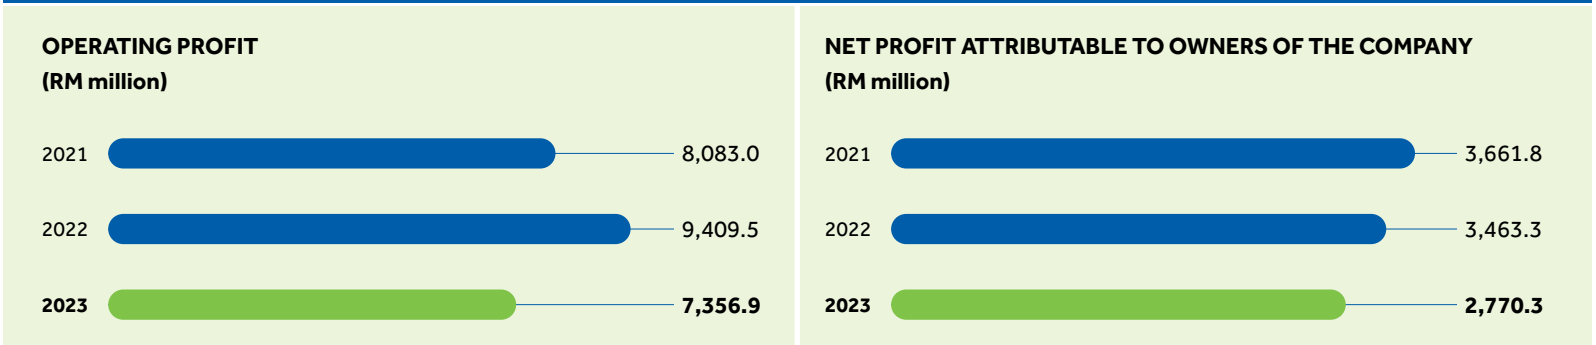 OPERATING PROFIT
(RM million)
2021 8,083.0
2022 9,409.5
2023 7,356.9
NET PROFIT ATTRIBUTABLE TO OWNERS OF THE COMPANY
(RM million)
2021 3,661.8
2022 3,463.3
2023 2,770.3